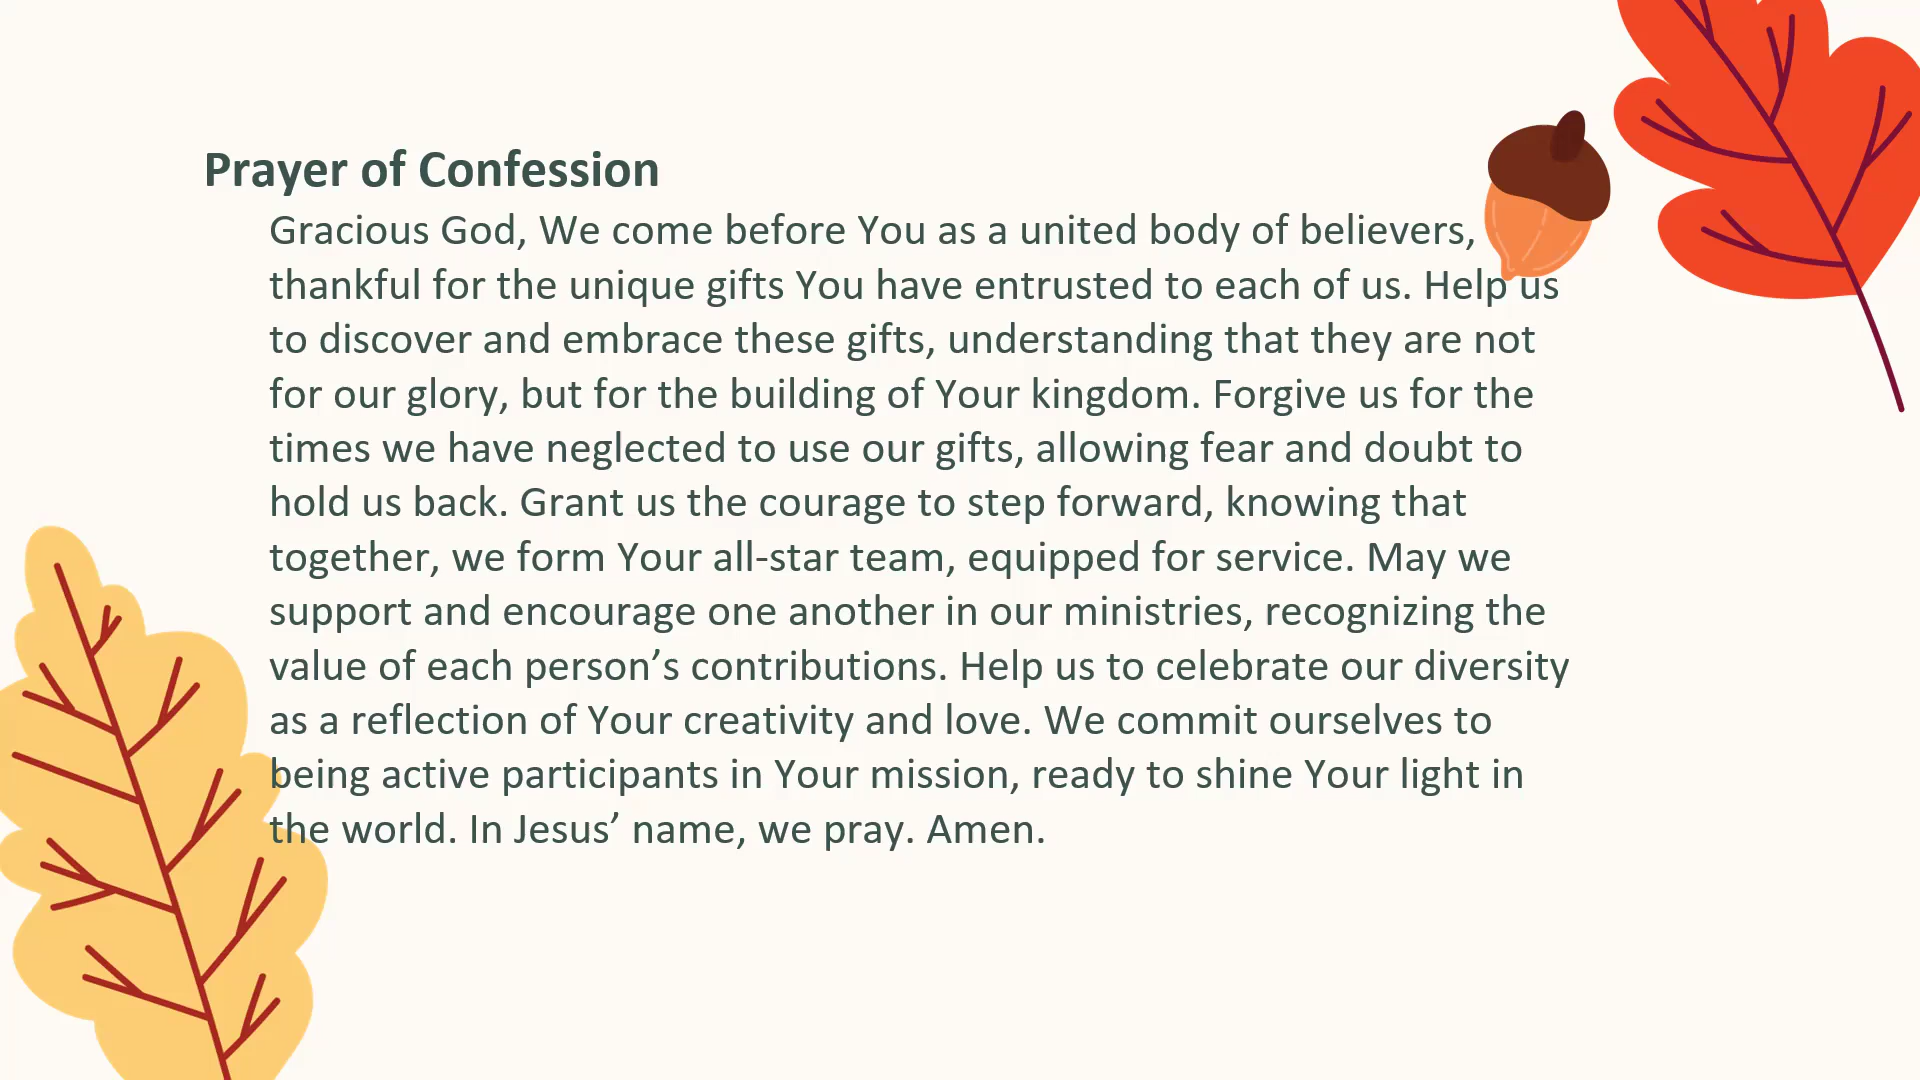 Prayer of Confession
Gracious God, We come before You as a united body of believers,
thankful for the unique gifts You have entrusted to each of us. Help us
to discover and embrace these gifts, understanding that they are not
for our glory, but for the building of Your kingdom. Forgive us for the
times we have neglected to use our gifts, allowing fear and doubt to
hold us back. Grant us the courage to step forward, knowing that
together, we form Your all-star team, equipped for service. May we
support and encourage one another in our ministries, recognizing the
value of each person’s contributions. Help us to celebrate our diversity
as a reflection of Your creativity and love. We commit ourselves to
being active participants in Your mission, ready to shine Your light in
the world. In Jesus’ name, we pray. Amen.